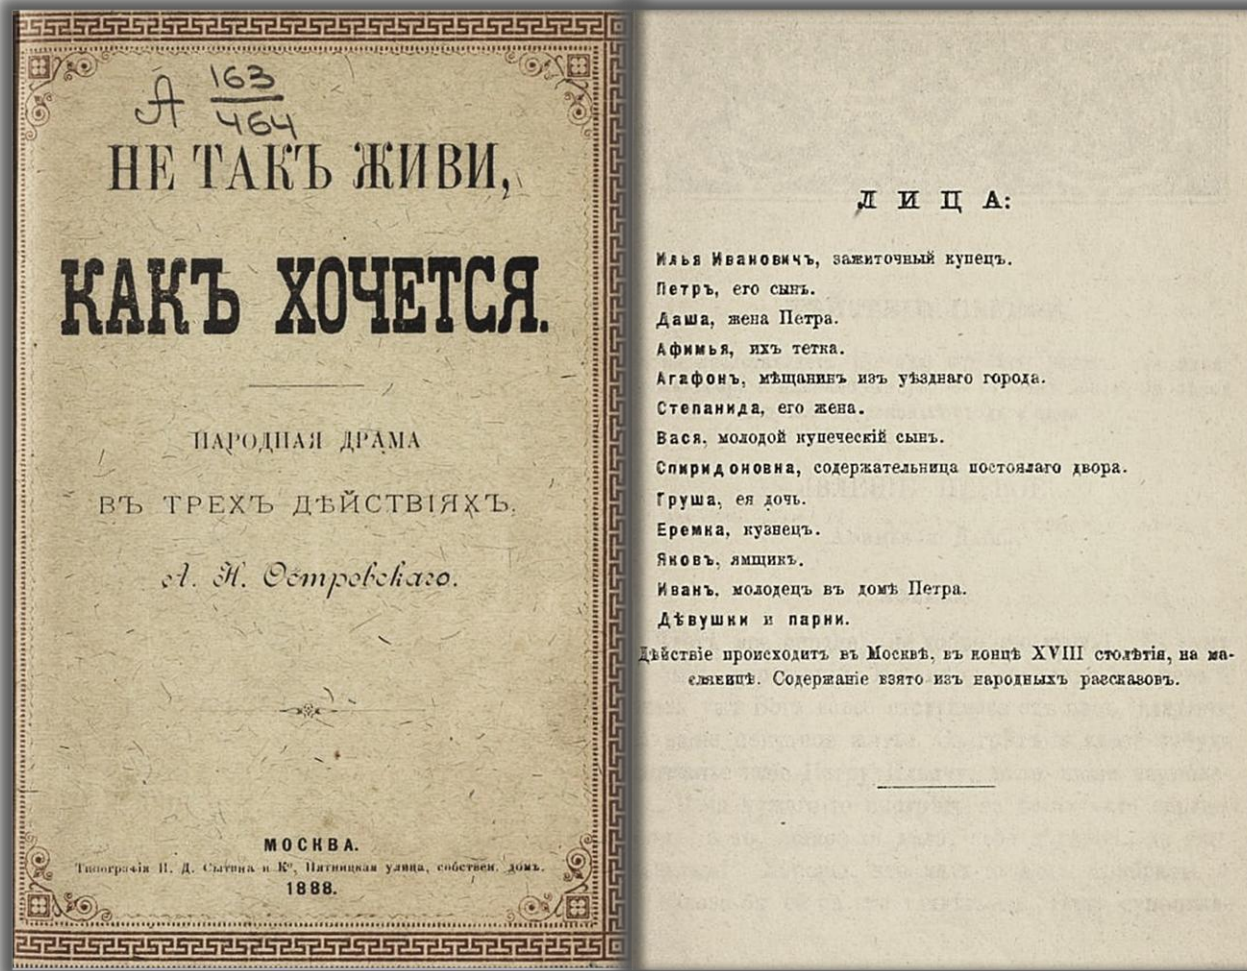 А 163
464
НЕ ТАКЪ ЖИВИ,
КАКЪ ХОЧЕТСЯ.
НАРОДНАЯ ДРАМА
ВЪ ТРЕХЪ ДѢЙСТВІЯХЪ.
А. Н. Островскаго.
МОСКВА.
Типографія И. Д. Сытина и Ко, Пятницкая улица, собствен. домъ.
1888.
ЛИЦА:
Илья Ивановичъ, зажиточный купецъ.
Петръ, его сынъ.
Даша, жена Петра.
Афимья, ихъ тетка.
Агафонъ, мѣщанинъ изъ уѣзднаго города.
Степанида, его жена.
Вася, молодой купеческій сынъ.
Спиридоновна, содержательница постоялаго двора.
Груша, ея дочь.
Еремка, кузнецъ.
Яковъ, ямщикъ.
Иванъ, молодецъ въ домѣ Петра.
Дѣвушки и парни.
Дѣйствіе происходитъ въ Москвѣ, въ концѣ XVIII столѣтія, на ма-
сляницѣ. Содержаніе взято изъ народныхъ разсказовъ.